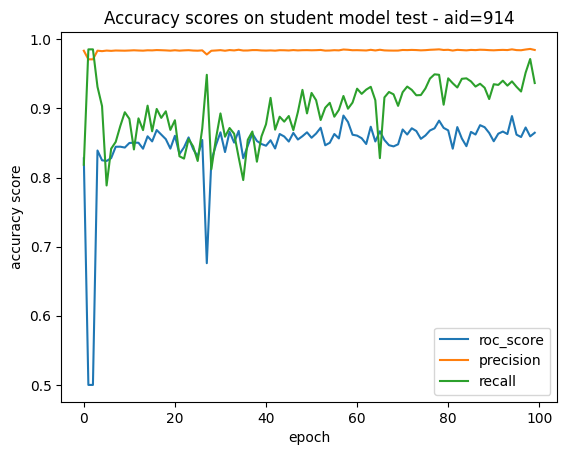 Accuracy scores on student model test - aid=914
accuracy score
1.0
0.9
0.8
0.7
0.6
0.5
0
20
40
60
80
100
epoch
roc_score
precision
recall